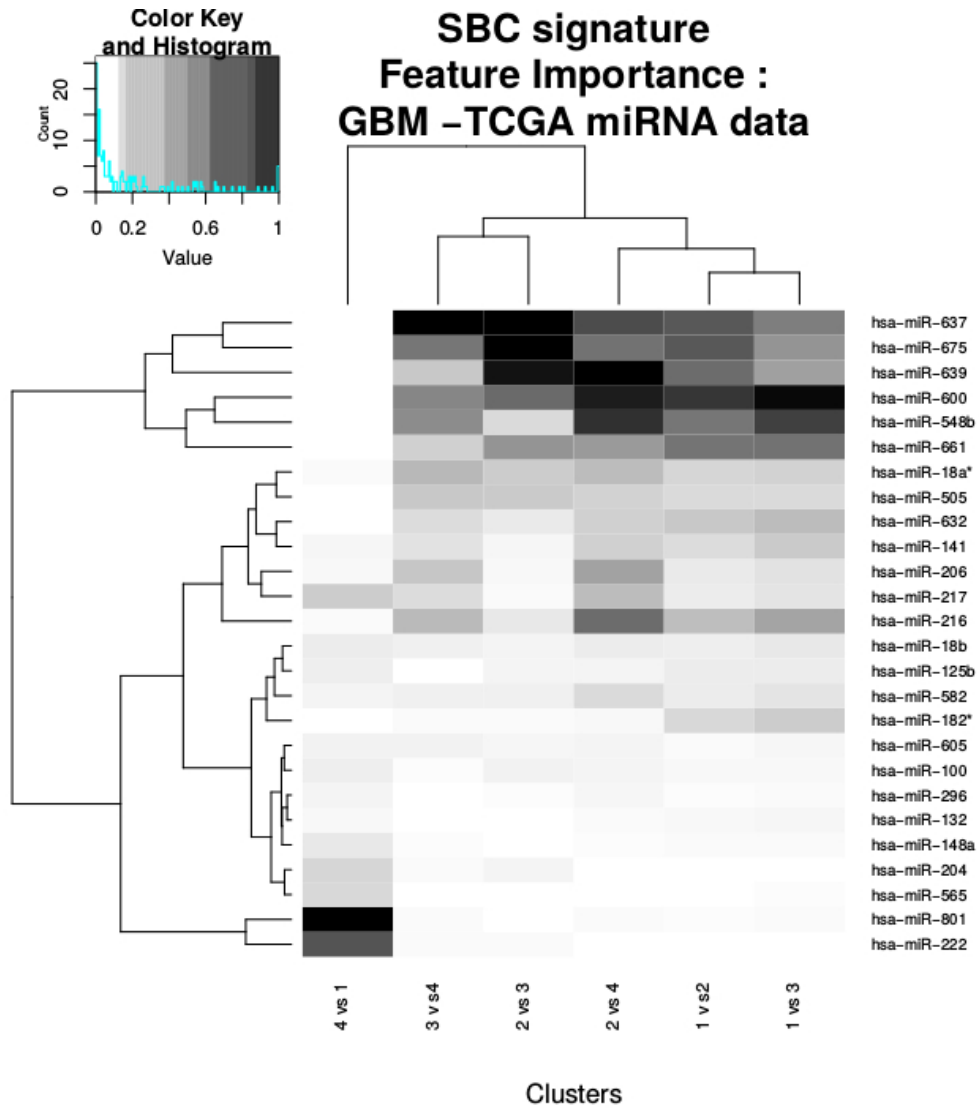 Color Key
and Histogram
SBC signature
Feature Importance :
GBM −TCGA miRNA data
Count
0 10 20
0 0.2 0.6 1
Value
hsa−miR−637
hsa−miR−675
hsa−miR−639
hsa−miR−600
hsa−miR−548b
hsa−miR−661
hsa−miR−18a*
hsa−miR−505
hsa−miR−632
hsa−miR−141
hsa−miR−206
hsa−miR−217
hsa−miR−216
hsa−miR−18b
hsa−miR−125b
hsa−miR−582
hsa−miR−182*
hsa−miR−605
hsa−miR−100
hsa−miR−296
hsa−miR−132
hsa−miR−148a
hsa−miR−204
hsa−miR−565
hsa−miR−801
hsa−miR−222
4 vs 1
3 v s4
2 vs 3
2 vs 4
1 vs2
1 vs 3
Clusters